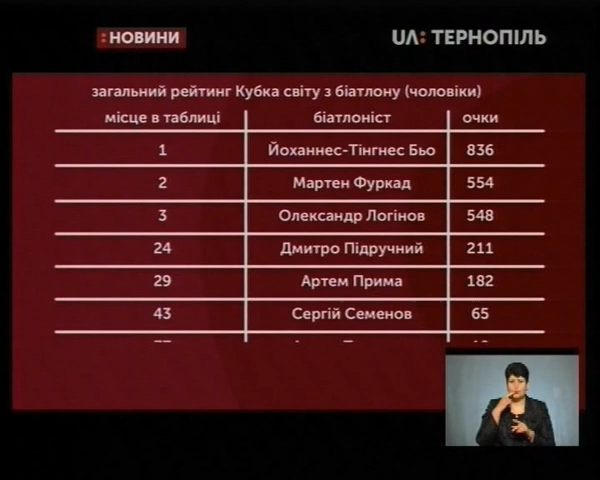 НОВИНИ
UA: ТЕРНОПІЛЬ
загальний рейтинг Кубка світу з біатлону (чоловіки)
місце в таблиці біатлоніст очки
1 Йоханнес-Тінгнес Бьо 836
2 Мартен Фуркад 554
3 Олександр Логінов 548
24 Дмитро Підручний 211
29 Артем Прима 182
43 Сергій Семенов 65